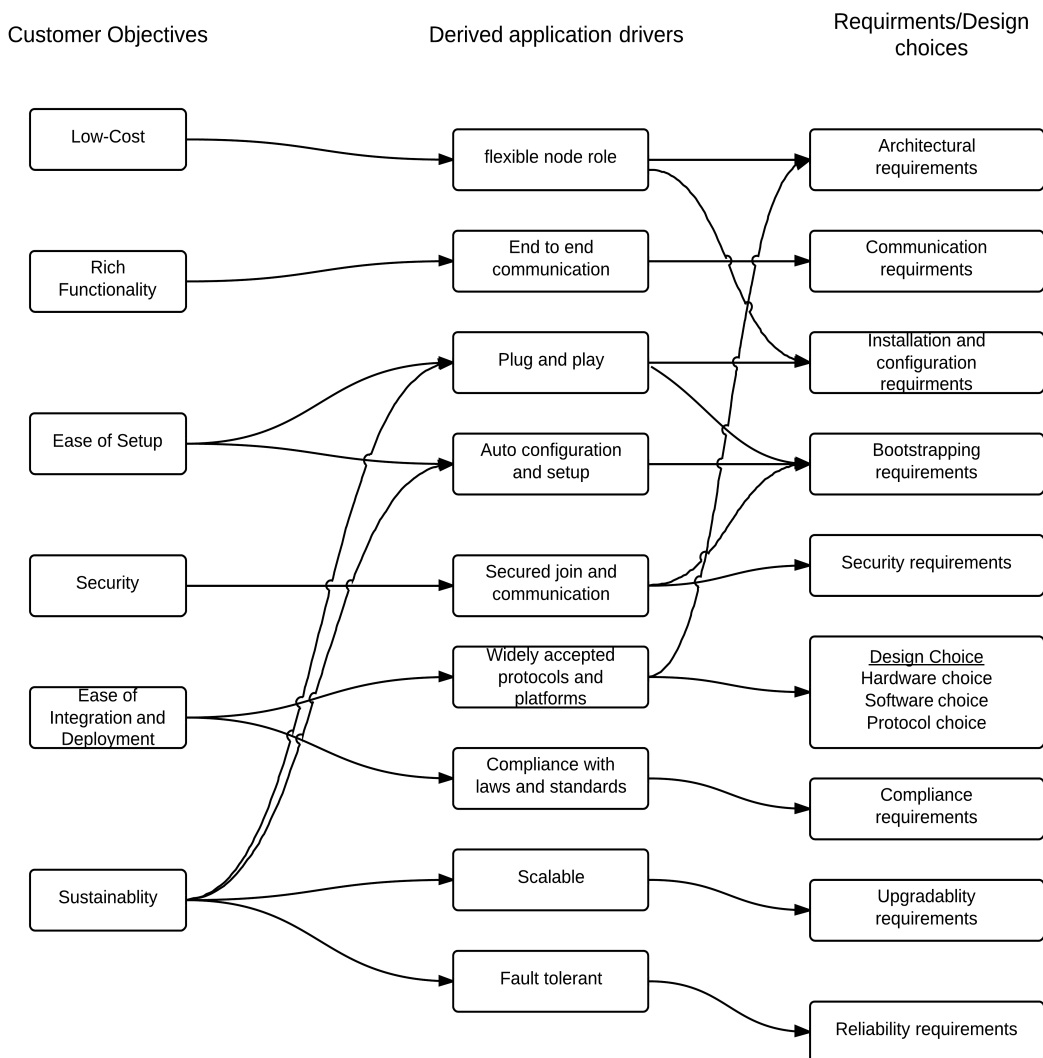 Customer Objectives
Derived application drivers
Requirments/Design
choices
Low-Cost
Rich
Functionality
Ease of Setup
Security
Ease of
Integration and
Deployment
Sustainablity
flexible node role
End to end
communication
Plug and play
Auto configuration
and setup
Secured join and
communication
Widely accepted
protocols and
platforms
Compliance with
laws and standards
Scalable
Fault tolerant
Architectural
requirements
Communication
requirments
Installation and
configuration
requirments
Bootstrapping
requirements
Security requirements
Design Choice
Hardware choice
Software choice
Protocol choice
Compliance
requirements
Upgradablity
requirements
Reliability requirements